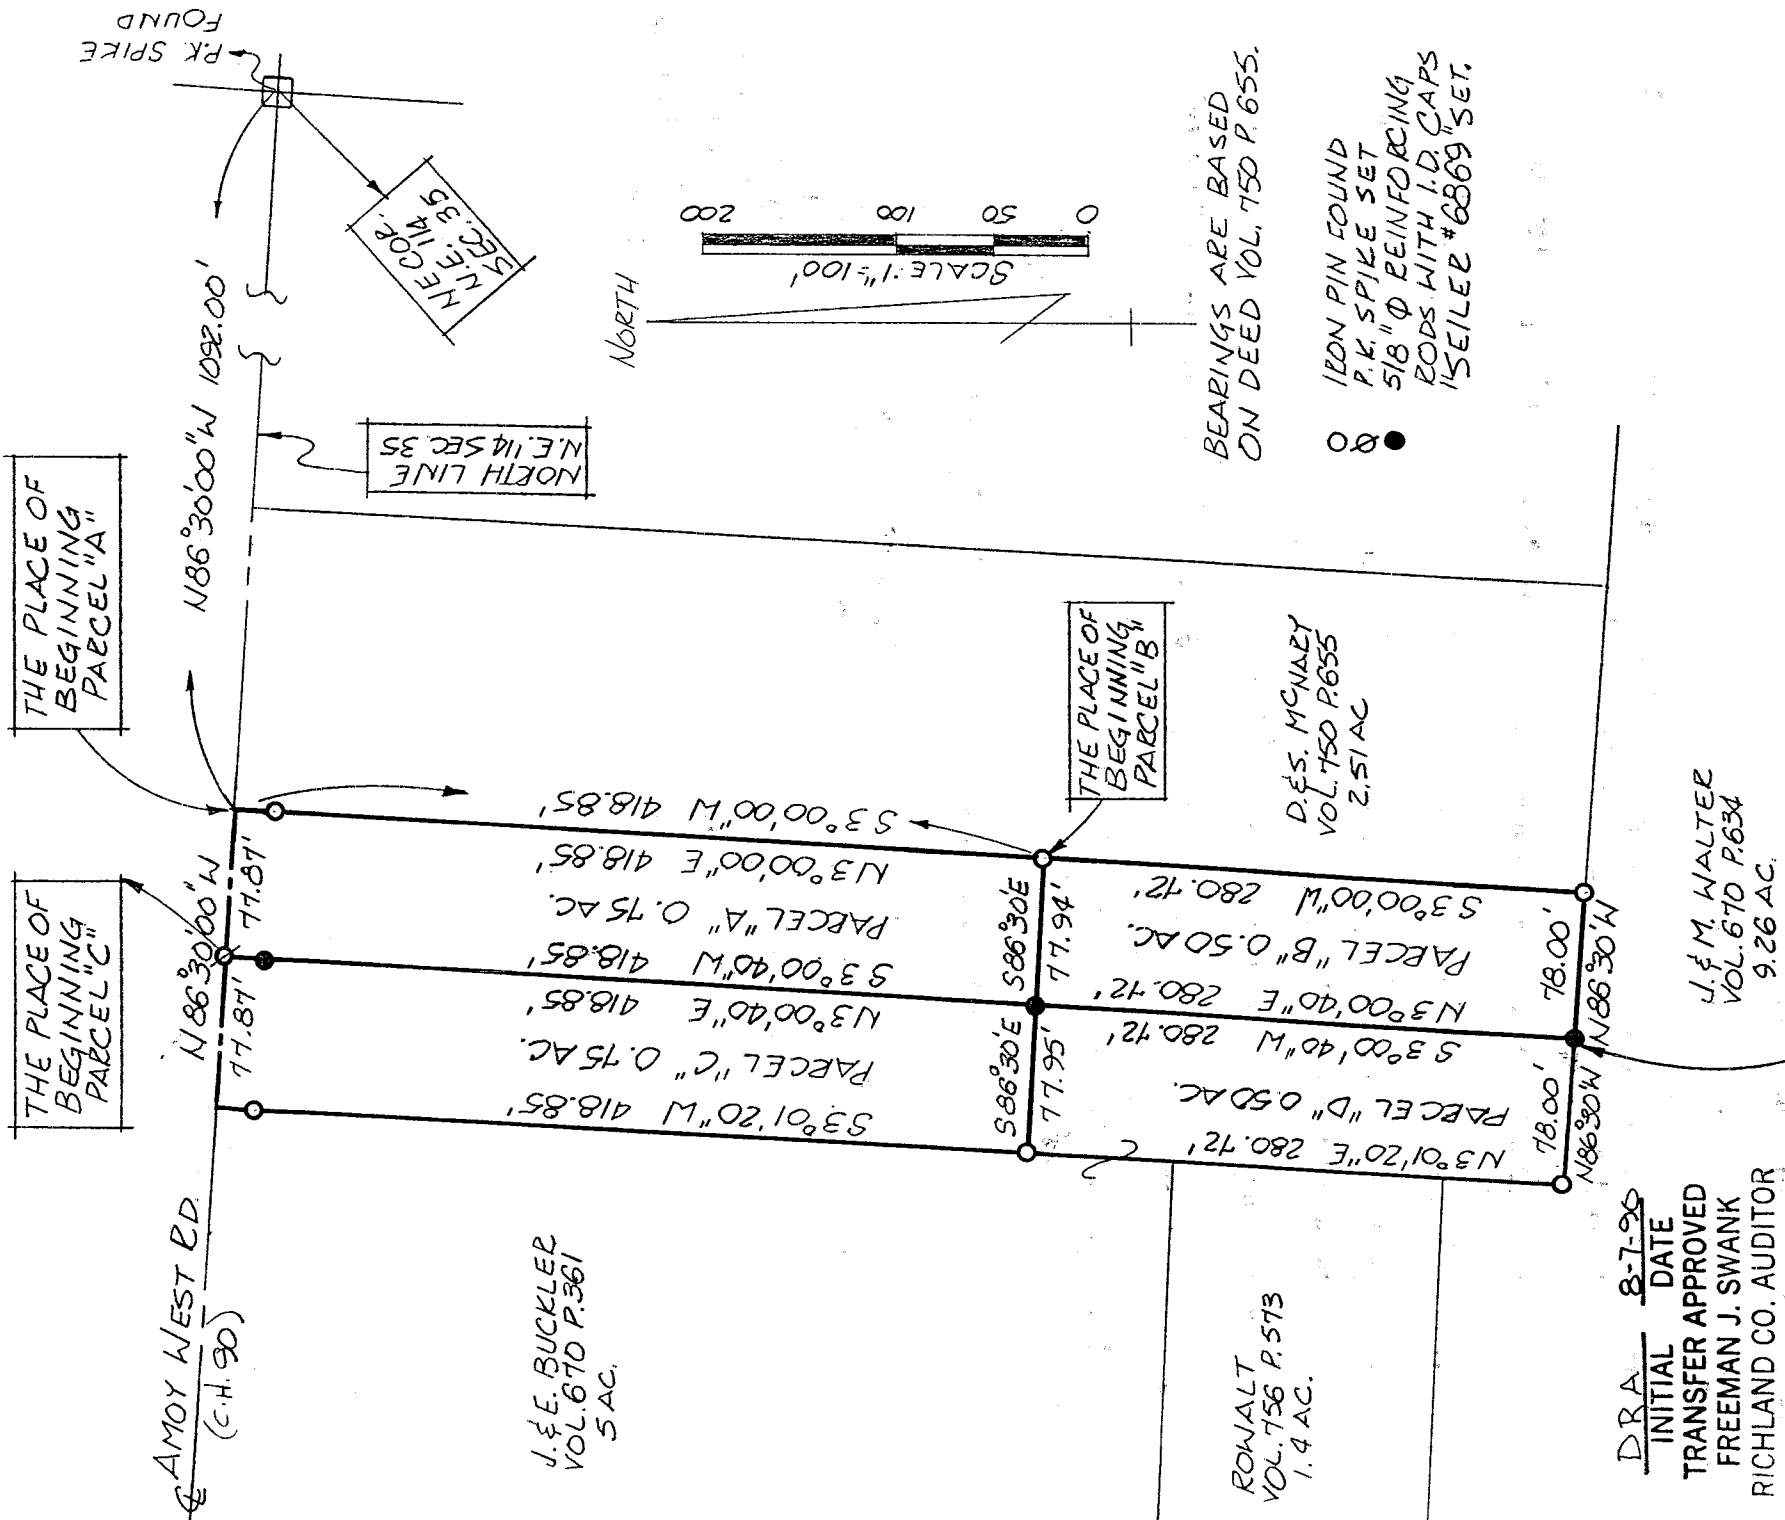 P.K. SPIKE
FOUND
N86°30'00"W 1092.00'
NE COR.
N.E. 1/4
SEC. 35
THE PLACE OF
BEGINNING
PARCEL "A"
NORTH LINE
N.E. 1/4 SEC 35
THE PLACE OF
BEGINNING
PARCEL "C"
N86°30'00"W
77.87'
77.87'
℄ AMOY WEST RD.
(C.H. 90)
NORTH
SCALE: 1"=100'
0 50 100 200
BEARINGS ARE BASED
ON DEED VOL. 750 P. 655.
○ IRON PIN FOUND
Ø P.K. SPIKE SET
● 5/8" Ø REINFORCING
RODS WITH I.D. CAPS
"SEILER #6869" SET.
S3°00'00"W 418.85'
N3°00'00"E 418.85'
PARCEL "A" 0.75 AC.
S3°00'40"W 418.85'
N3°00'40"E 418.85'
PARCEL "C" 0.75 AC.
S3°01'20"W 418.85'
THE PLACE OF
BEGINNING,
PARCEL "B"
S86°30'E
77.94'
S86°30'E
77.95'
S3°00'00"W 280.72'
PARCEL "B" 0.50 AC.
N3°00'40"E 280.72'
S3°00'40"W 280.72'
PARCEL "D" 0.50 AC.
N3°01'20"E 280.72'
78.00'
N86°30'W
78.00'
N86°30'W
D. & S. McNARY
VOL. 750 P.655
2.51 AC
J. & M. WALTER
VOL. 670 P.634
9.26 AC.
J. & E. BUCKLER
VOL. 670 P.361
5 AC.
ROWALT
VOL. 756 P.573
1.4 AC.
DRA 8-7-90
INITIAL DATE
TRANSFER APPROVED
FREEMAN J. SWANK
RICHLAND CO. AUDITOR